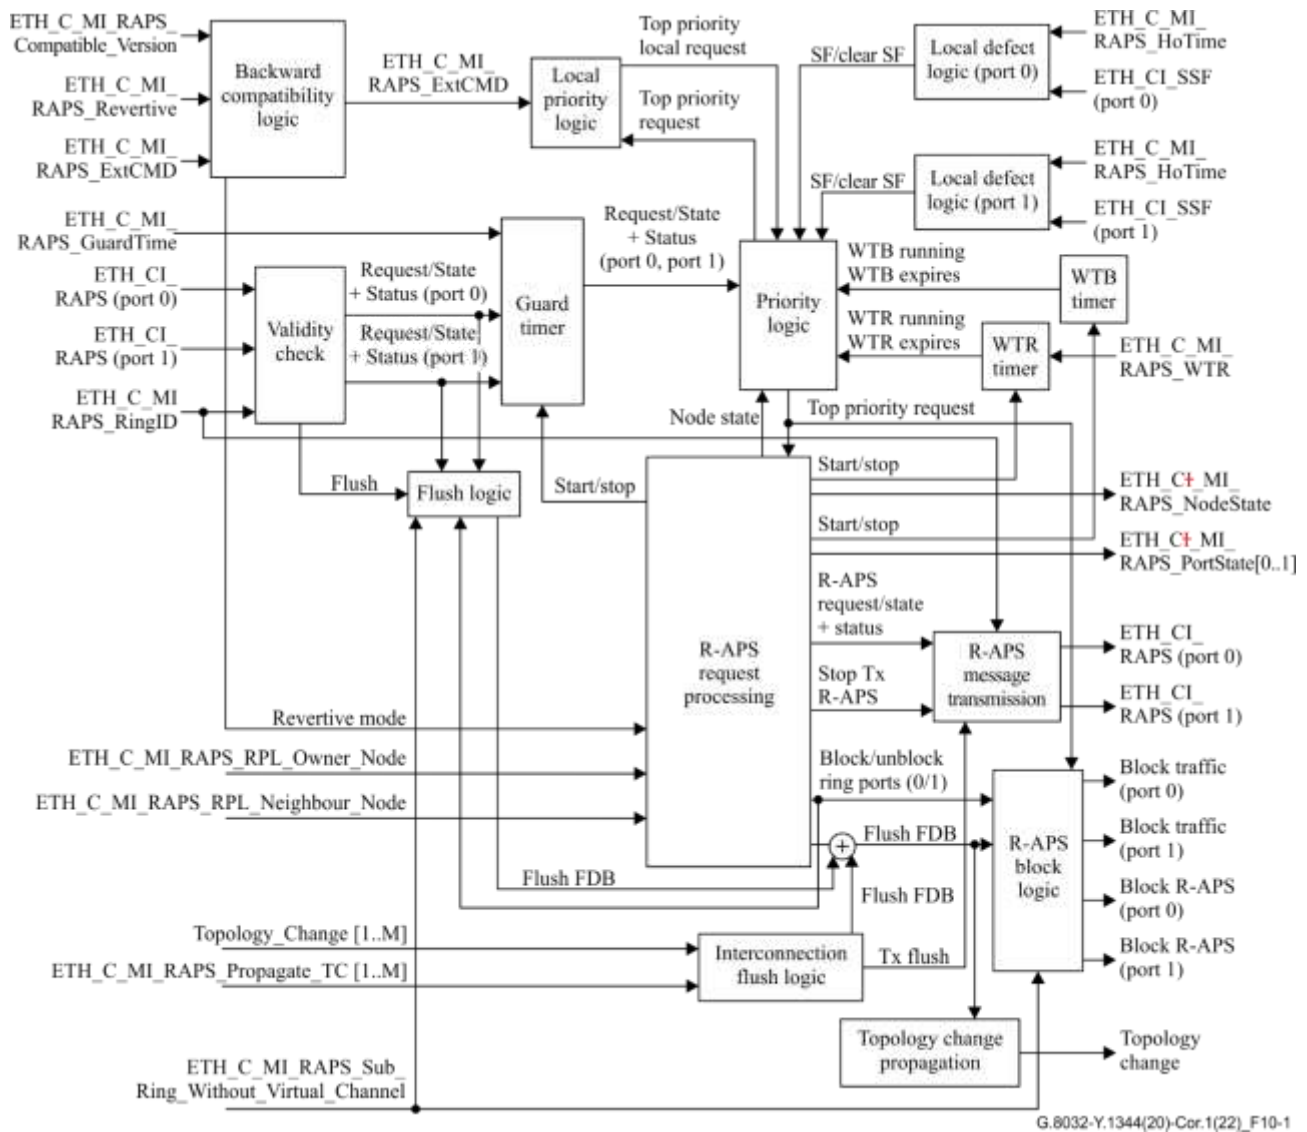 ETH_C_MI_RAPS_
Compatible_Version
ETH_C_MI_
RAPS_Revertive
ETH_C_MI_
RAPS_ExtCMD
Backward
compatibility
logic
ETH_C_MI_
RAPS_ExtCMD
Local
priority
logic
Top priority
local request
Top priority
request
SF/clear SF
Local defect
logic (port 0)
ETH_C_MI_
RAPS_HoTime
ETH_CI_SSF
(port 0)
SF/clear SF
Local defect
logic (port 1)
ETH_C_MI_
RAPS_HoTime
ETH_CI_SSF
(port 1)
ETH_C_MI_
RAPS_GuardTime
ETH_CI_
RAPS (port 0)
ETH_CI_
RAPS (port 1)
ETH_C_MI
RAPS_RingID
Validity
check
Request/State
+ Status (port 0)
Request/State
+ Status (port 1)
Guard
timer
Request/State
+ Status
(port 0, port 1)
Priority
logic
WTB running
WTB expires
WTB
timer
WTR running
WTR expires
WTR
timer
ETH_C_MI_
RAPS_WTR
Node state
Top priority request
Flush
Flush logic
Start/stop
Start/stop
Start/stop
ETH_CI_MI_
RAPS_NodeState
ETH_CI_MI_
RAPS_PortState[0..1]
R-APS
request/state
+ status
R-APS
request
processing
Stop Tx
R-APS
R-APS
message
transmission
ETH_CI_
RAPS (port 0)
ETH_CI_
RAPS (port 1)
Revertive mode
ETH_C_MI_RAPS_RPL_Owner_Node
ETH_C_MI_RAPS_RPL_Neighbour_Node
Block/unblock
ring ports (0/1)
Flush FDB
+
Flush FDB
Flush FDB
R-APS
block
logic
Block traffic
(port 0)
Block traffic
(port 1)
Block R-APS
(port 0)
Block R-APS
(port 1)
Topology_Change [1..M]
ETH_C_MI_RAPS_Propagate_TC [1..M]
Interconnection
flush logic
Tx flush
Topology change
propagation
Topology
change
ETH_C_MI_RAPS_Sub_
Ring_Without_Virtual_Channel
G.8032-Y.1344(20)-Cor.1(22)_F10-1